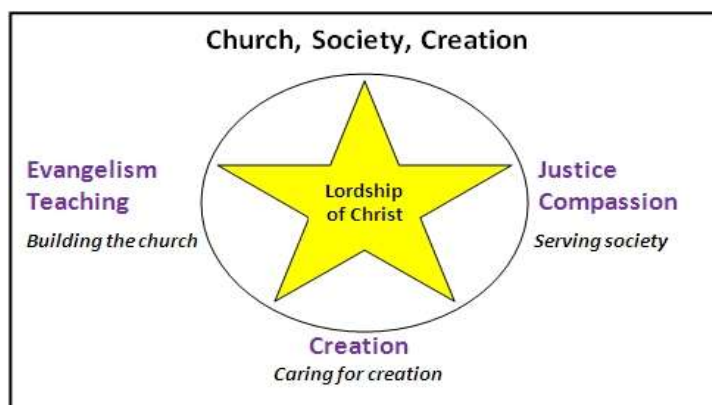 Church, Society, Creation
Evangelism
Teaching
Building the church
Lordship
of Christ
Justice
Compassion
Serving society
Creation
Caring for creation